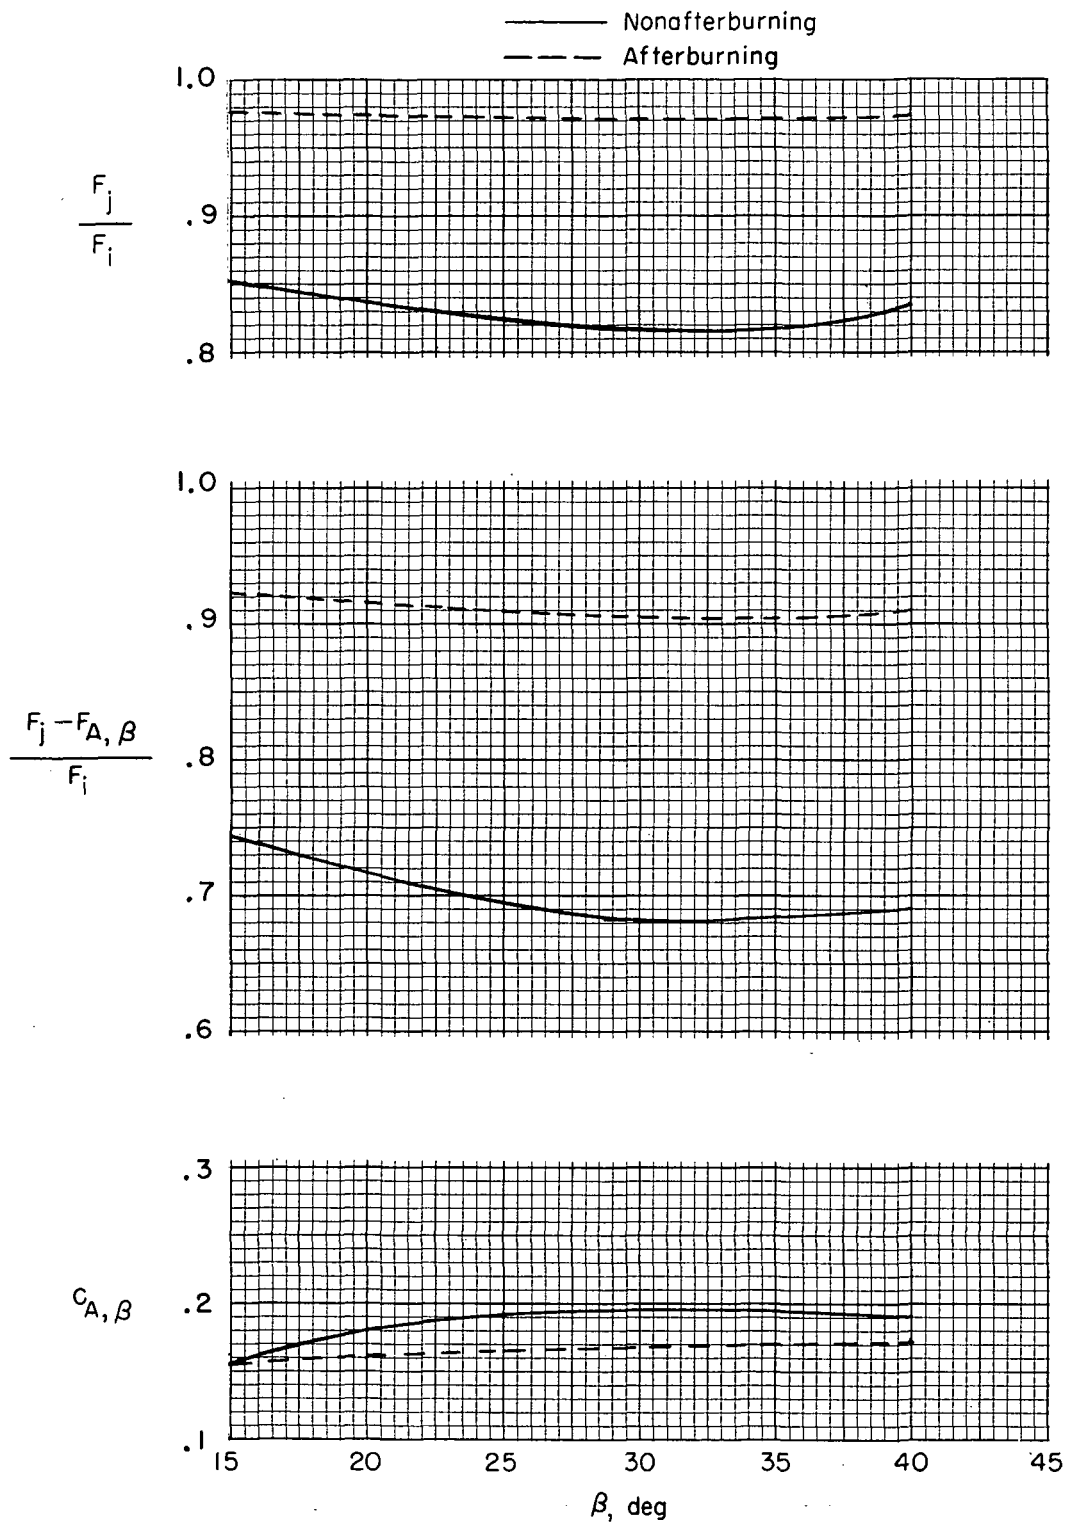 Nonafterburning
Afterburning
1.0
.9
.8
F_j
F_i
1.0
.9
.8
.7
.6
F_j – F_A, β
F_i
.3
.2
.1
C_A, β
15 20 25 30 35 40 45
β, deg